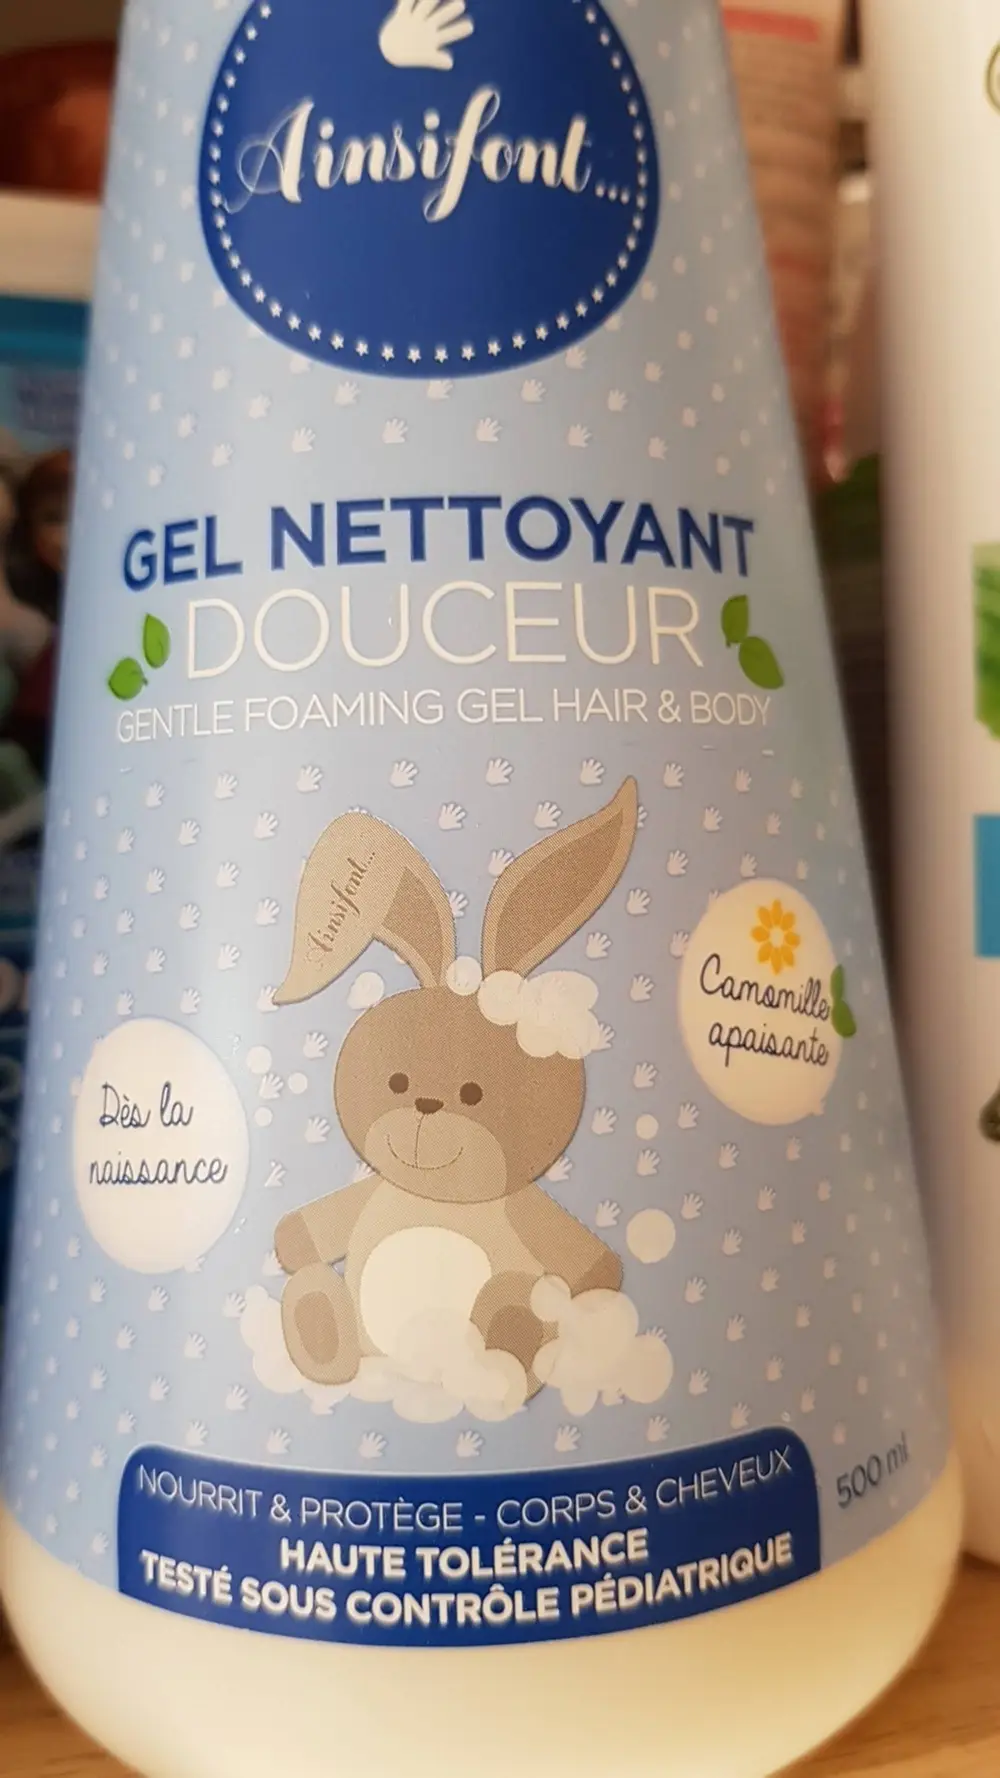 Ainsifont...
GEL NETTOYANT
DOUCEUR
GENTLE FOAMING GEL HAIR & BODY
Ainsifont...
Camomille
apaisante
Dès la
naissance
500 ml
NOURRIT & PROTÈGE - CORPS & CHEVEUX
HAUTE TOLÉRANCE
TESTÉ SOUS CONTRÔLE PÉDIATRIQUE